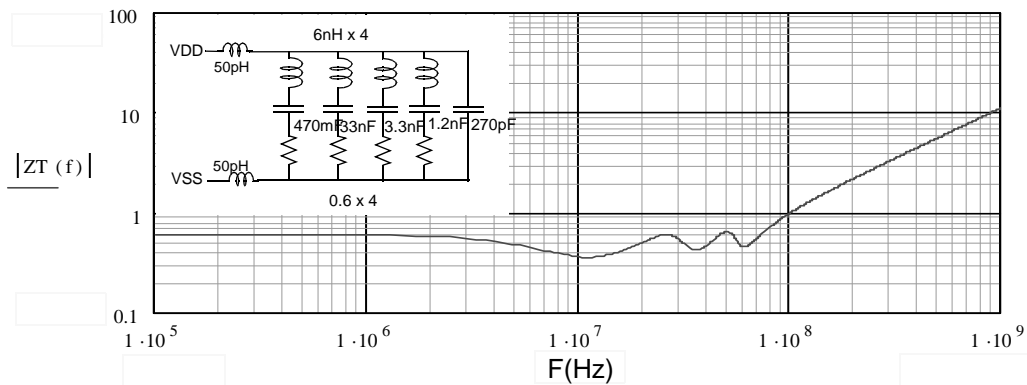 100
6nH x 4
VDD
50pH
10
470mF
33nF
3.3nF
1.2nF
270pF
|ZT (f)|
50pH
VSS
0.6 x 4
1
0.1
1 · 10^5
1 · 10^6
1 · 10^7
1 · 10^8
1 · 10^9
F(Hz)